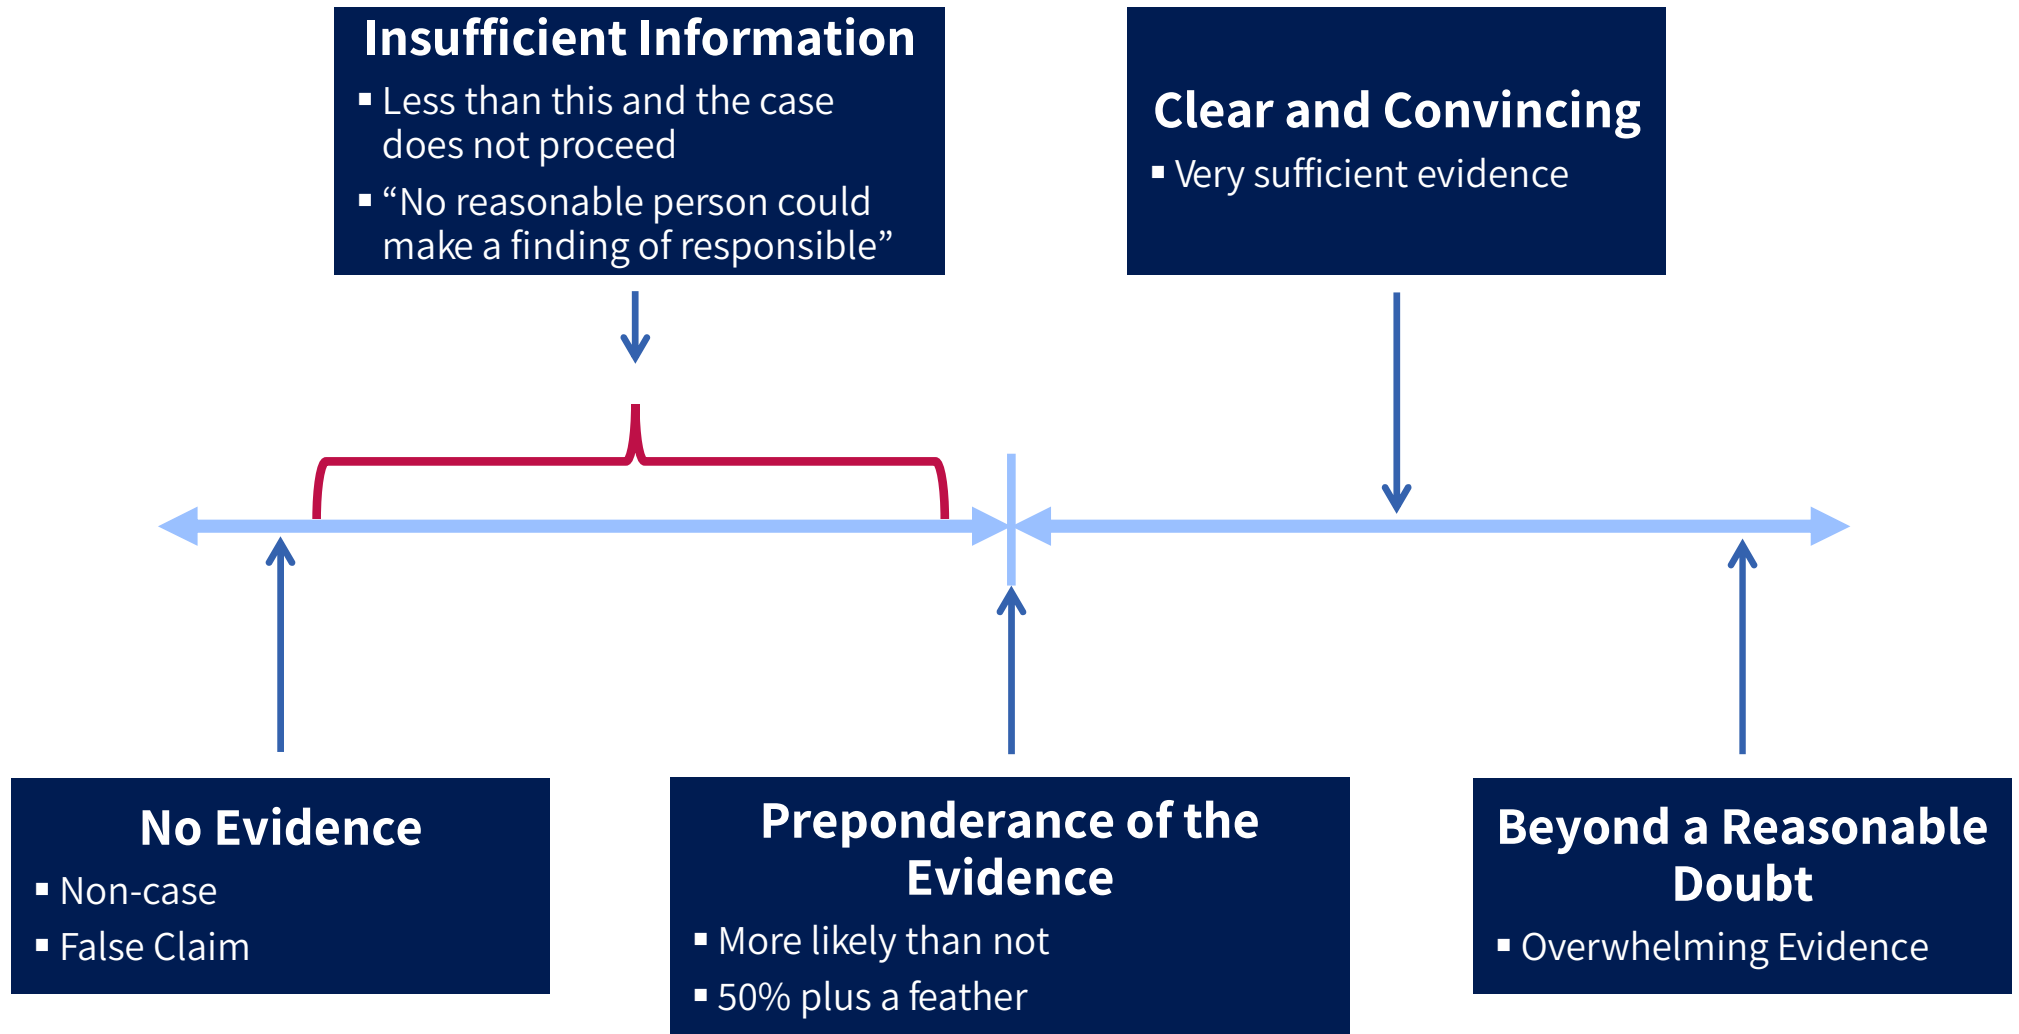 Insufficient Information
▪ Less than this and the case
does not proceed
▪ “No reasonable person could
make a finding of responsible”
Clear and Convincing
▪ Very sufficient evidence
No Evidence
▪ Non-case
▪ False Claim
Preponderance of the
Evidence
▪ More likely than not
▪ 50% plus a feather
Beyond a Reasonable
Doubt
▪ Overwhelming Evidence